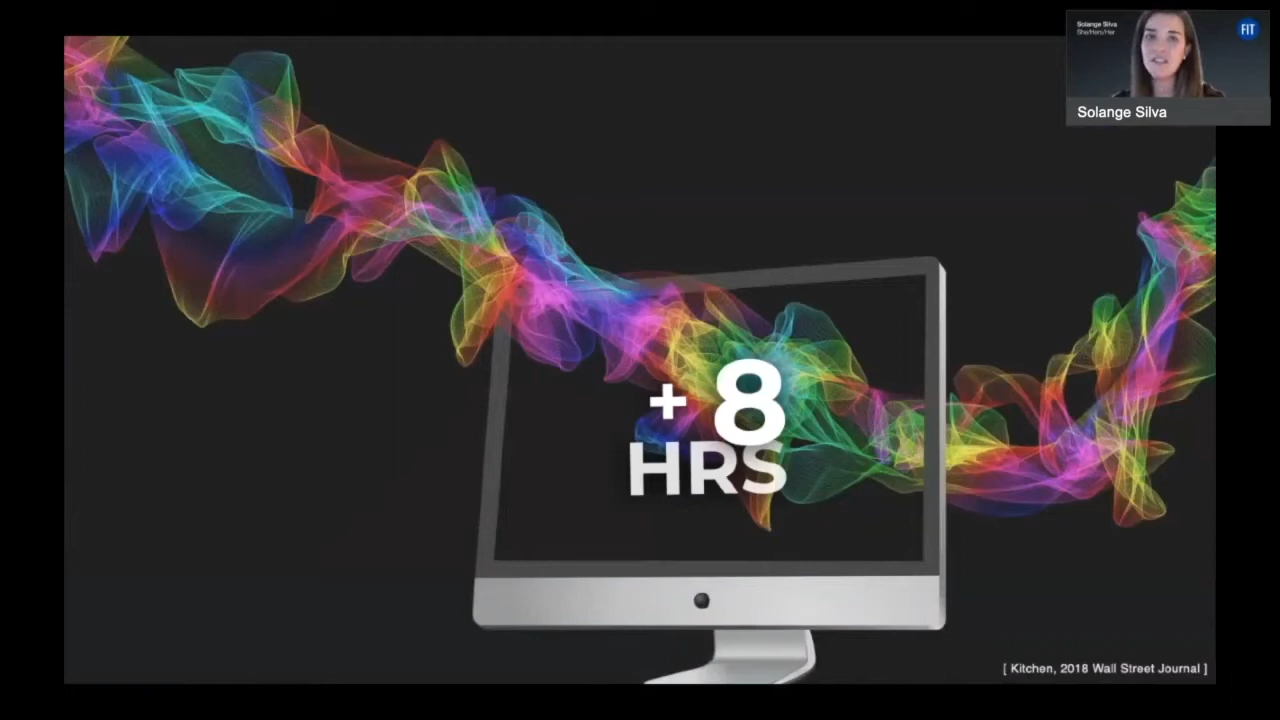 Solange Silva
She/Hers/Her
FIT
Solange Silva
+ 8
HRS
[ Kitchen, 2018 Wall Street Journal ]